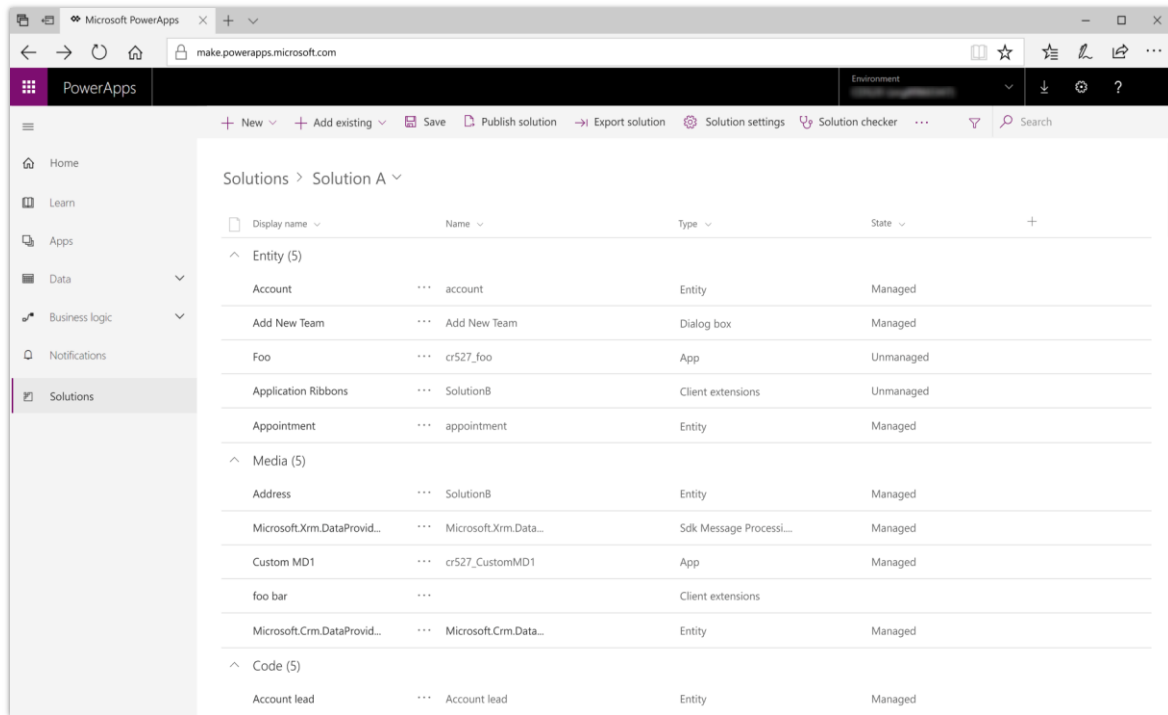 Microsoft PowerApps
make.powerapps.microsoft.com
PowerApps
Environment
New Add existing Save Publish solution Export solution Solution settings Solution checker ... Search
Home
Learn
Apps
Data
Business logic
Notifications
Solutions
Solutions > Solution A
Display name Name Type State
Entity (5)
Account ... account Entity Managed
Add New Team ... Add New Team Dialog box Managed
Foo ... cr527_foo App Unmanaged
Application Ribbons ... SolutionB Client extensions Unmanaged
Appointment ... appointment Entity Managed
Media (5)
Address ... SolutionB Entity Managed
Microsoft.Xrm.DataProvid... ... Microsoft.Xrm.Data... Sdk Message Processi.... Managed
Custom MD1 ... cr527_CustomMD1 App Managed
foo bar ... Client extensions
Microsoft.Crm.DataProvid... ... Microsoft.Crm.Data... Entity Managed
Code (5)
Account lead ... Account lead Entity Managed